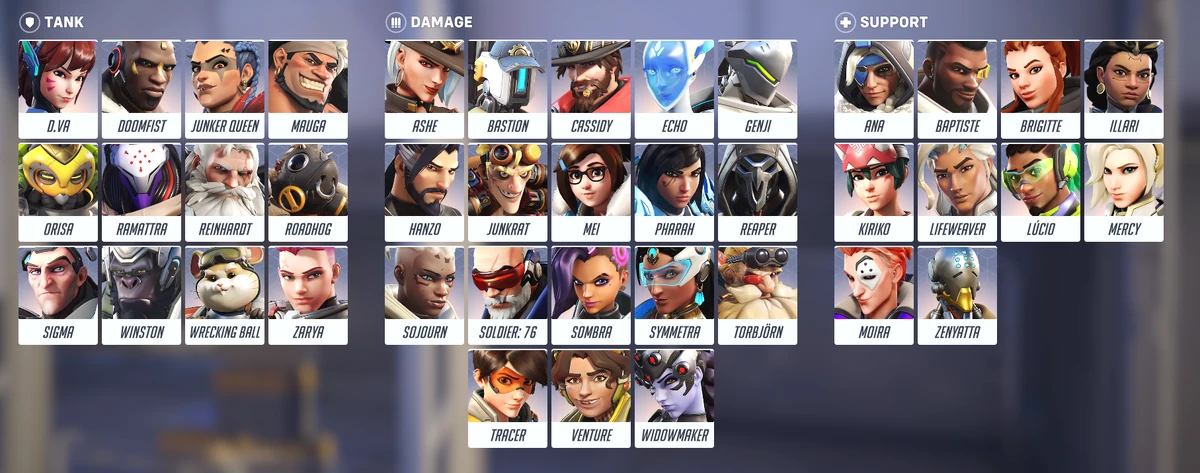 TANK
D.VA
DOOMFIST
JUNKER QUEEN
MAUGA
ORISA
RAMATTRA
REINHARDT
ROADHOG
SIGMA
WINSTON
WRECKING BALL
ZARYA
DAMAGE
ASHE
BASTION
CASSIDY
ECHO
GENJI
HANZO
JUNKRAT
MEI
PHARAH
REAPER
SOJOURN
SOLDIER: 76
SOMBRA
SYMMETRA
TORBJÖRN
TRACER
VENTURE
WIDOWMAKER
SUPPORT
ANA
BAPTISTE
BRIGITTE
ILLARI
KIRIKO
LIFEWEAVER
LÚCIO
MERCY
MOIRA
ZENYATTA